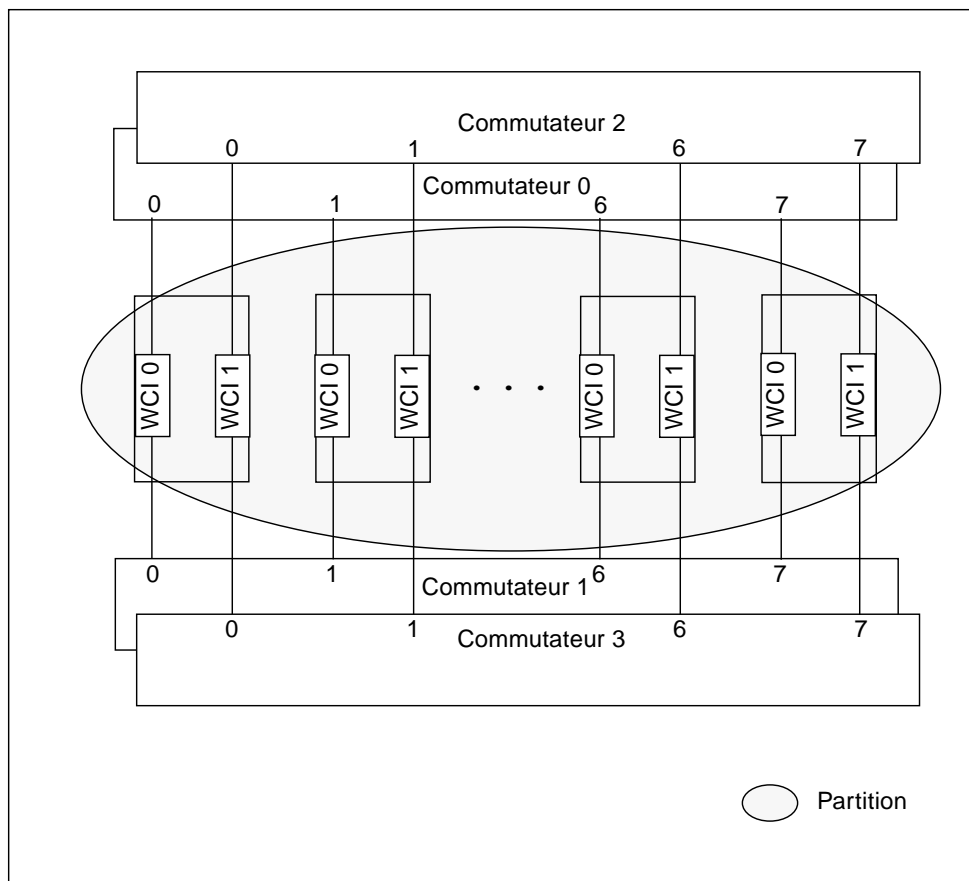 Commutateur 2
0 1 6 7
Commutateur 0
0 1 6 7
WCI 0 WCI 1 WCI 0 WCI 1 . . . WCI 0 WCI 1 WCI 0 WCI 1
0 1 6 7
Commutateur 1
0 1 6 7
Commutateur 3
Partition